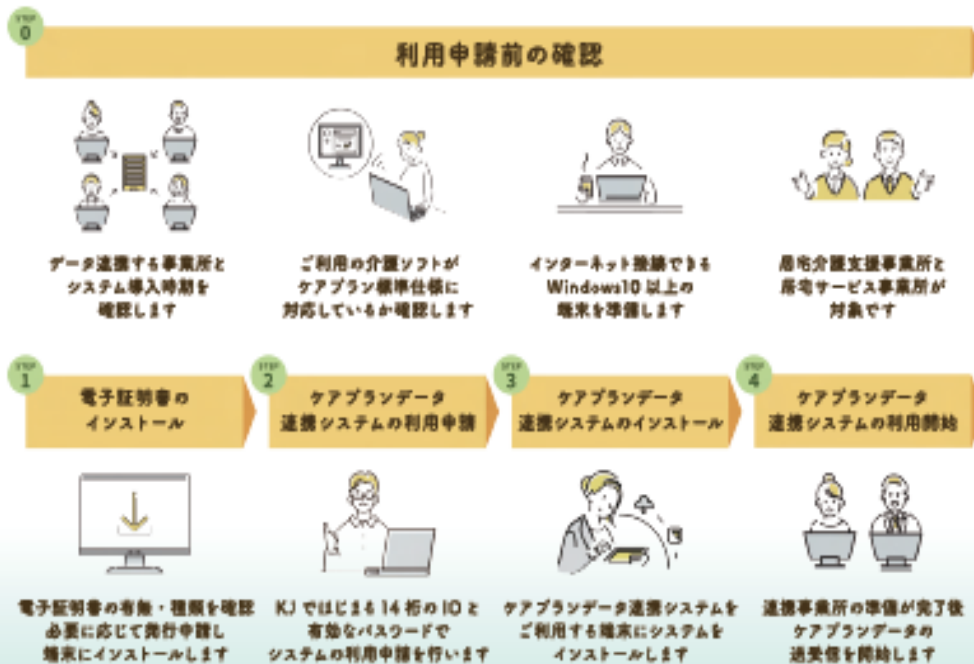 STEP
0
利用申請前の確認
データ連携する事業所と
システム導入時期を
確認します
ご利用の介護ソフトが
ケアプラン標準仕様に
対応しているか確認します
インターネット接続できる
Windows10以上の
端末を準備します
居宅介護支援事業所と
居宅サービス事業所が
対象です
STEP
1
電子証明書の
インストール
STEP
2
ケアプランデータ
連携システムの利用申請
STEP
3
ケアプランデータ
連携システムのインストール
STEP
4
ケアプランデータ
連携システムの利用開始
電子証明書の有無・種類を確認
必要に応じて発行申請し
端末にインストールします
KJではじまる14桁のIDと
有効なパスワードで
システムの利用申請を行います
ケアプランデータ連携システムを
ご利用する端末にシステムを
インストールします
連携事業所の準備が完了後
ケアプランデータの
送受信を開始します